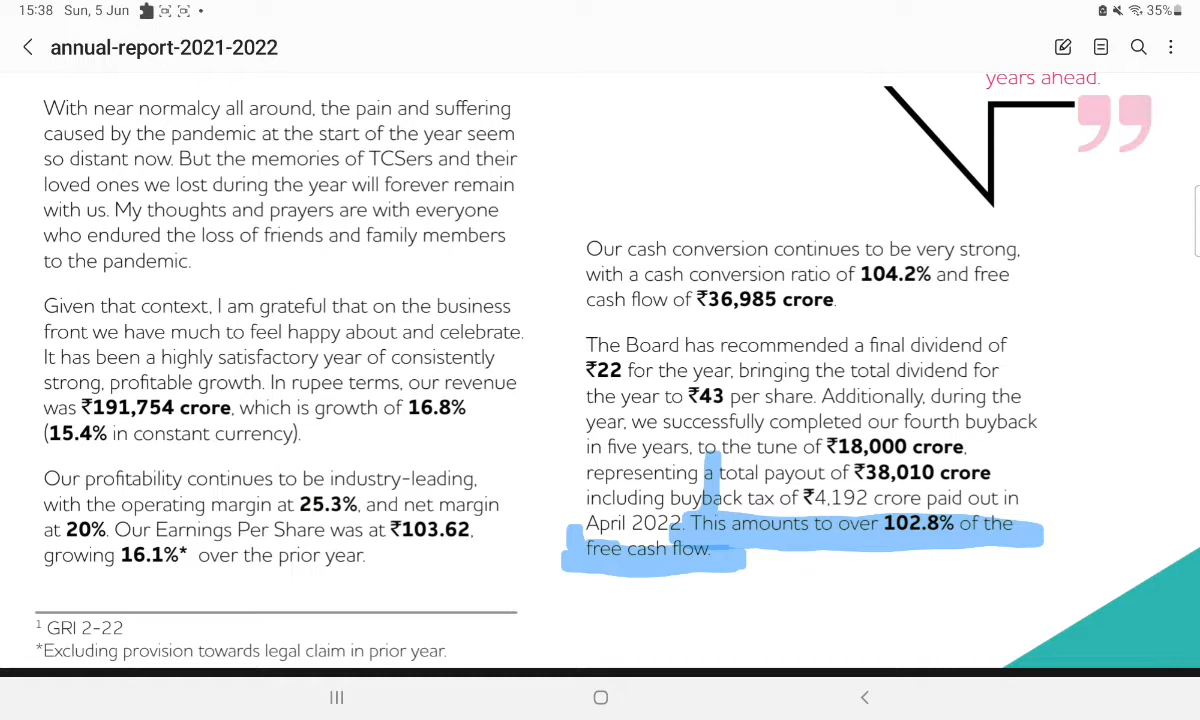 15:38 Sun, 5 Jun
35%
annual-report-2021-2022
With near normalcy all around, the pain and suffering
caused by the pandemic at the start of the year seem
so distant now. But the memories of TCSers and their
loved ones we lost during the year will forever remain
with us. My thoughts and prayers are with everyone
who endured the loss of friends and family members
to the pandemic.
Given that context, I am grateful that on the business
front we have much to feel happy about and celebrate.
It has been a highly satisfactory year of consistently
strong, profitable growth. In rupee terms, our revenue
was ₹191,754 crore, which is growth of 16.8%
(15.4% in constant currency).
Our profitability continues to be industry-leading,
with the operating margin at 25.3%, and net margin
at 20%. Our Earnings Per Share was at ₹103.62,
growing 16.1%* over the prior year.
1 GRI 2-22
*Excluding provision towards legal claim in prior year.
years ahead.
Our cash conversion continues to be very strong,
with a cash conversion ratio of 104.2% and free
cash flow of ₹36,985 crore.
The Board has recommended a final dividend of
₹22 for the year, bringing the total dividend for
the year to ₹43 per share. Additionally, during the
year, we successfully completed our fourth buyback
in five years, to the tune of ₹18,000 crore,
representing a total payout of ₹38,010 crore
including buyback tax of ₹4,192 crore paid out in
April 2022. This amounts to over 102.8% of the
free cash flow.